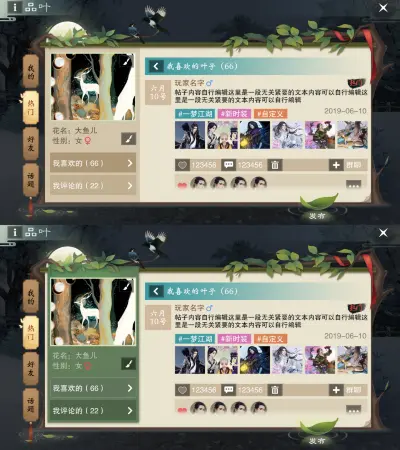 品叶
我的
热门
好友
话题
花名：大鱼儿
性别：女
我喜欢的（66）
我评论的（22）
我喜欢的叶子（66）
六月
10号
玩家名字
帖子内容自行编辑这里是一段无关紧要的文本内容可以自行编辑这
里是一段无关紧要的文本内容可以自行编辑
2019-06-10
#一梦江湖 #新时装 #自定义
123456 123456
群聊
发布
品叶
我的
热门
好友
话题
花名：大鱼儿
性别：女
我喜欢的（66）
我评论的（22）
我喜欢的叶子（66）
六月
10号
玩家名字
帖子内容自行编辑这里是一段无关紧要的文本内容可以自行编辑这
里是一段无关紧要的文本内容可以自行编辑
2019-06-10
#一梦江湖 #新时装 #自定义
123456 123456
群聊
发布